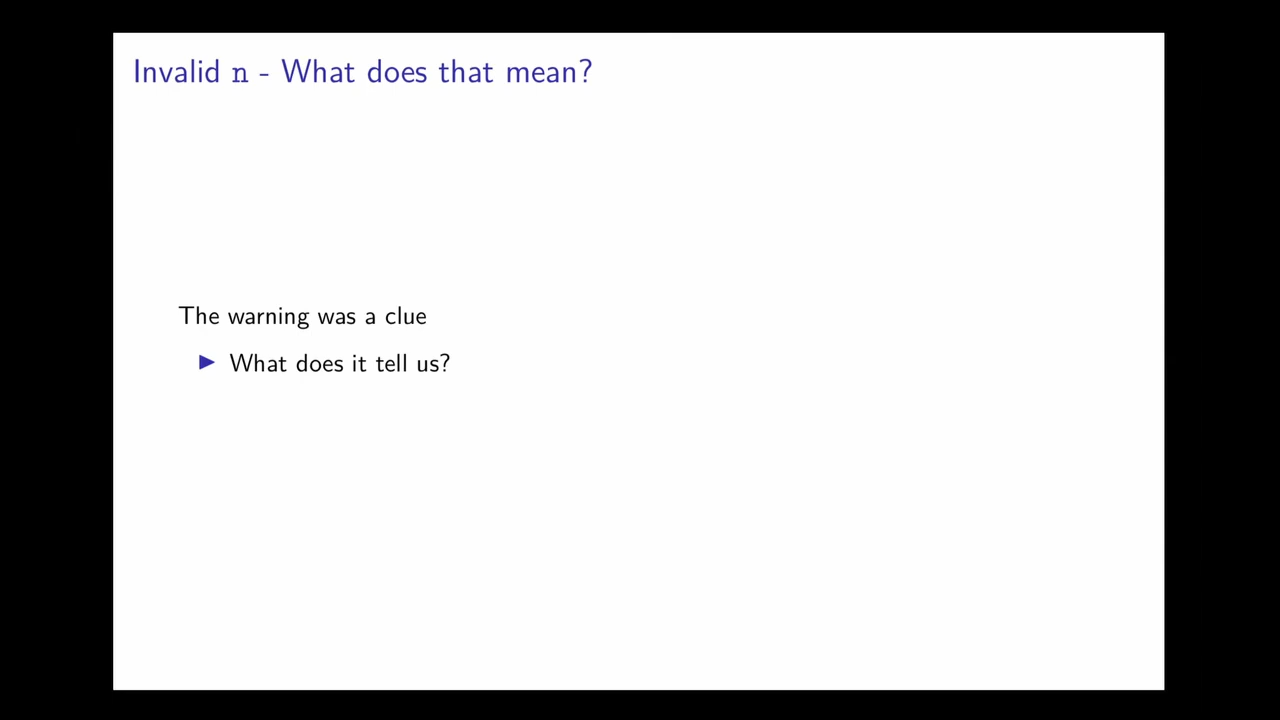 Invalid n - What does that mean?
The warning was a clue
▶ What does it tell us?